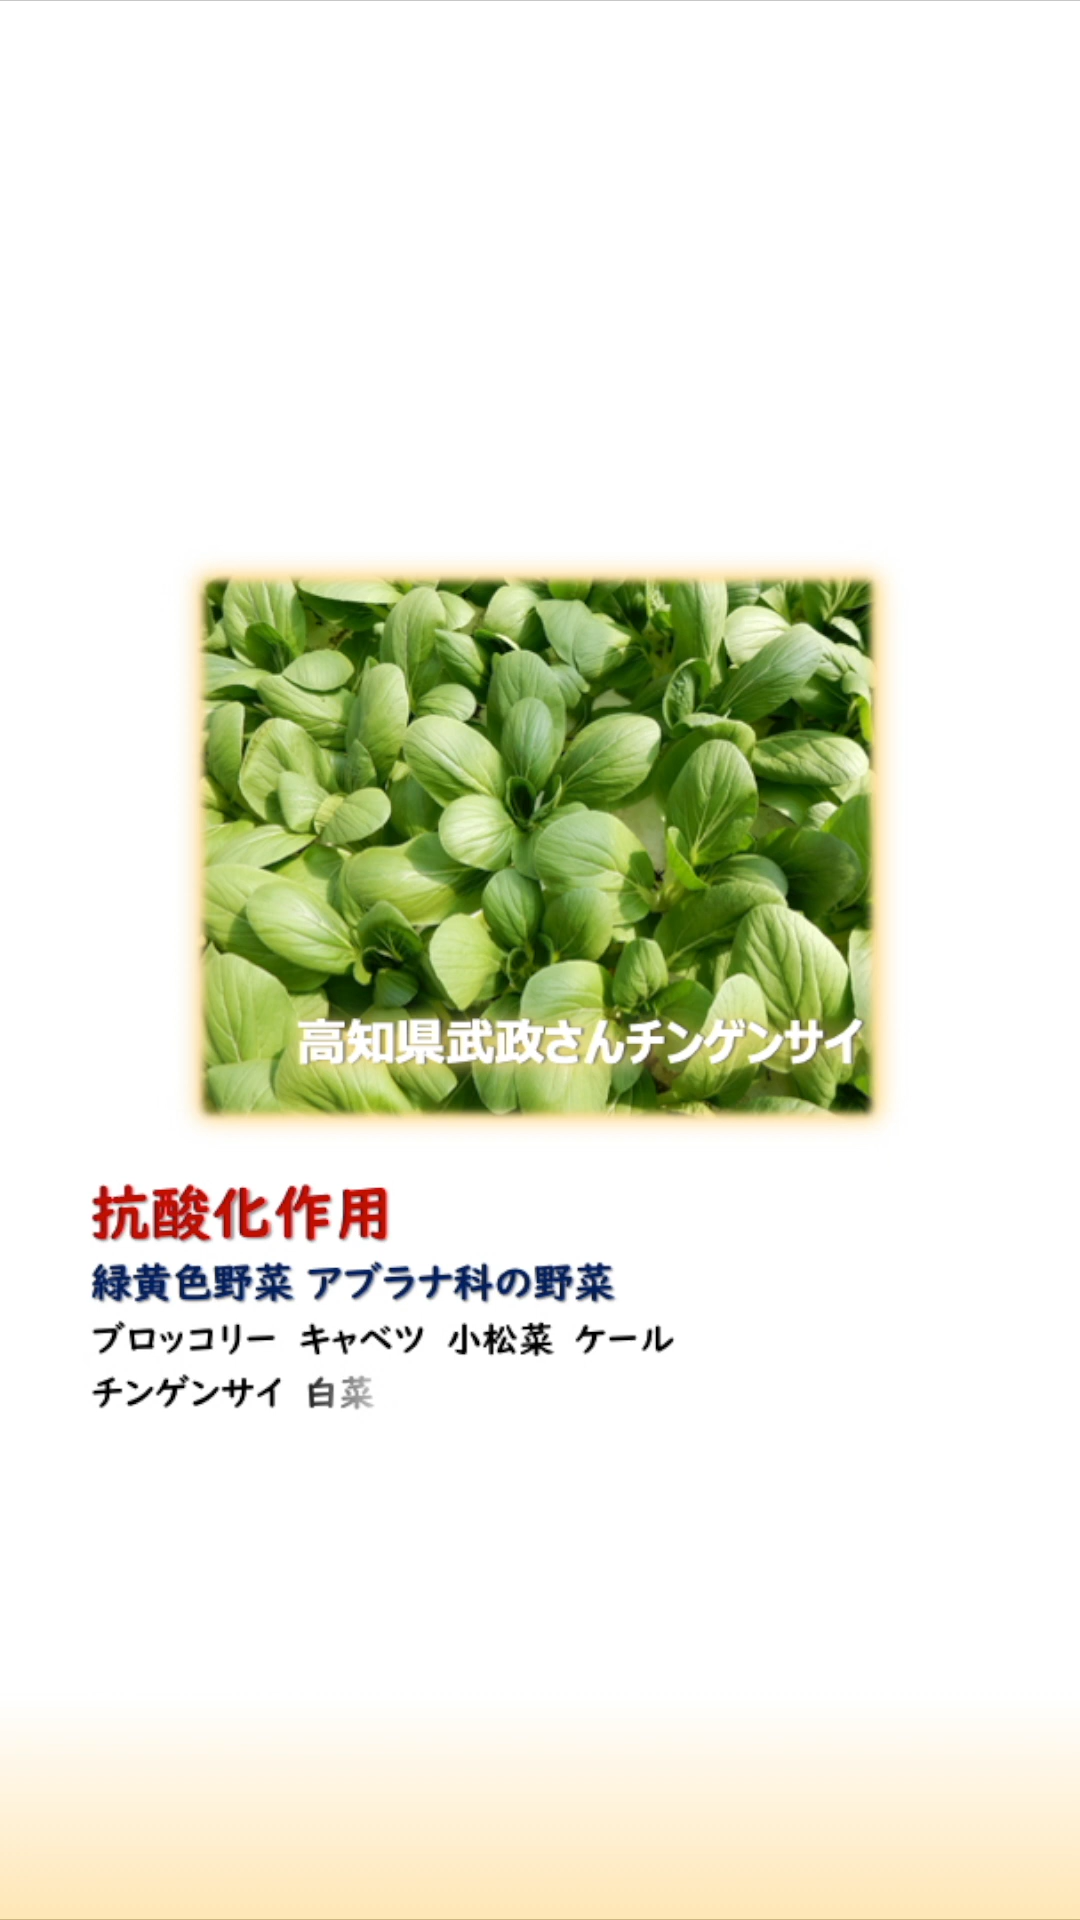 高知県武政さんチンゲンサイ
抗酸化作用
緑黄色野菜 アブラナ科の野菜
ブロッコリー キャベツ 小松菜 ケール
チンゲンサイ 白菜